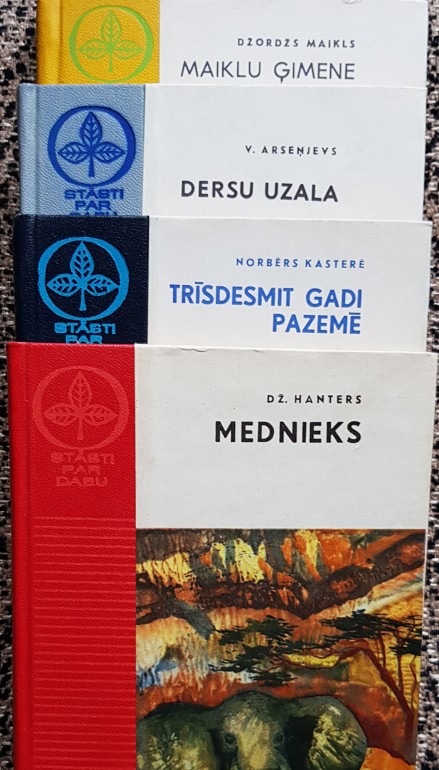 DŽORDŽS MAIKLS
MAIKLU ĢIMENE
V. ARSEŅJEVS
DERSU UZALA
STĀSTI
PAR
NORBĒRS KASTERĒ
TRĪSDESMIT GADI
PAZEMĒ
STĀSTI
PAR
DŽ. HANTERS
MEDNIEKS
STĀSTI
PAR
DABU